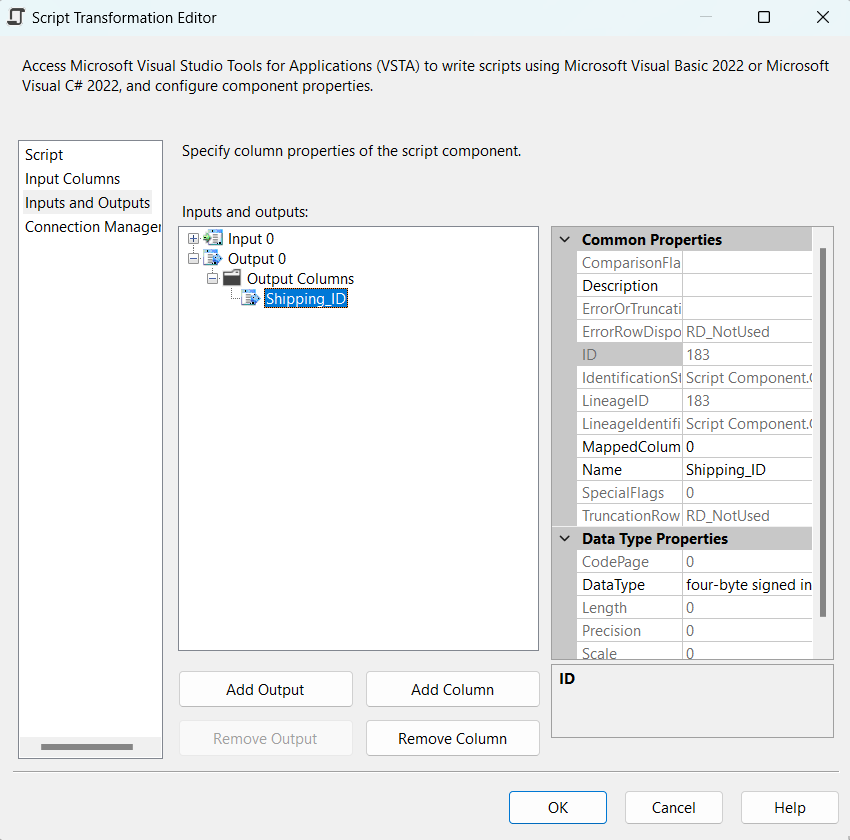 Script Transformation Editor
Access Microsoft Visual Studio Tools for Applications (VSTA) to write scripts using Microsoft Visual Basic 2022 or Microsoft
Visual C# 2022, and configure component properties.
Script
Input Columns
Inputs and Outputs
Connection Manager
Specify column properties of the script component.
Inputs and outputs:
Input 0
Output 0
Output Columns
Shipping_ID
Common Properties
ComparisonFla
Description
ErrorOrTruncati
ErrorRowDispo RD_NotUsed
ID 183
IdentificationSt Script Component.O
LineageID 183
LineageIdentifi Script Component.O
MappedColum 0
Name Shipping_ID
SpecialFlags 0
TruncationRow RD_NotUsed
Data Type Properties
CodePage 0
DataType four-byte signed in
Length 0
Precision 0
Scale 0
Add Output
Add Column
Remove Output
Remove Column
ID
OK
Cancel
Help